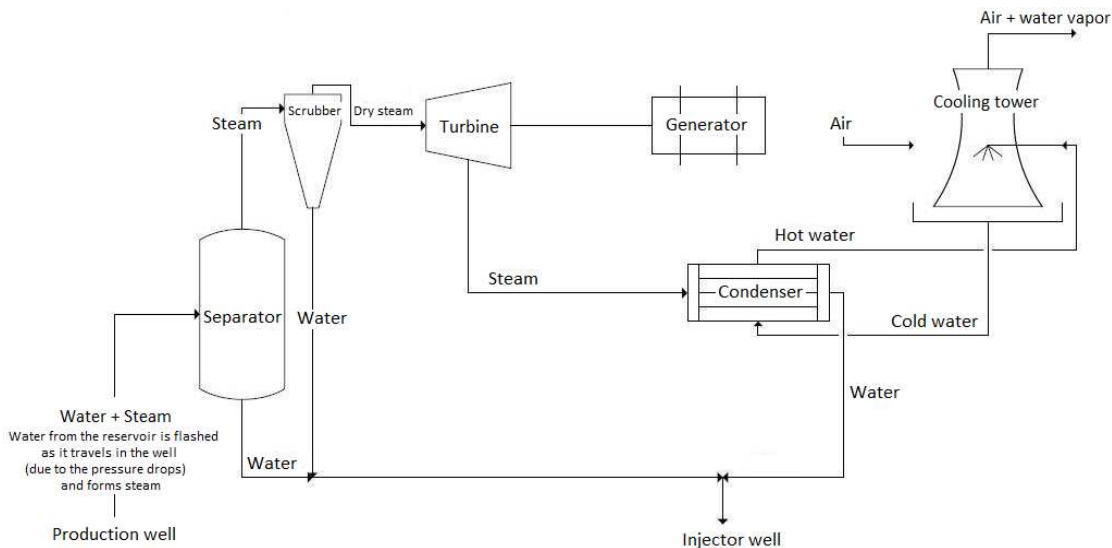 Air + water vapor
Scrubber
Dry steam
Steam
Turbine
Generator
Cooling tower
Air
Hot water
Steam
Condenser
Separator
Water
Cold water
Water
Water + Steam
Water from the reservoir is flashed
as it travels in the well
(due to the pressure drops)
and forms steam
Water
Production well
Injector well